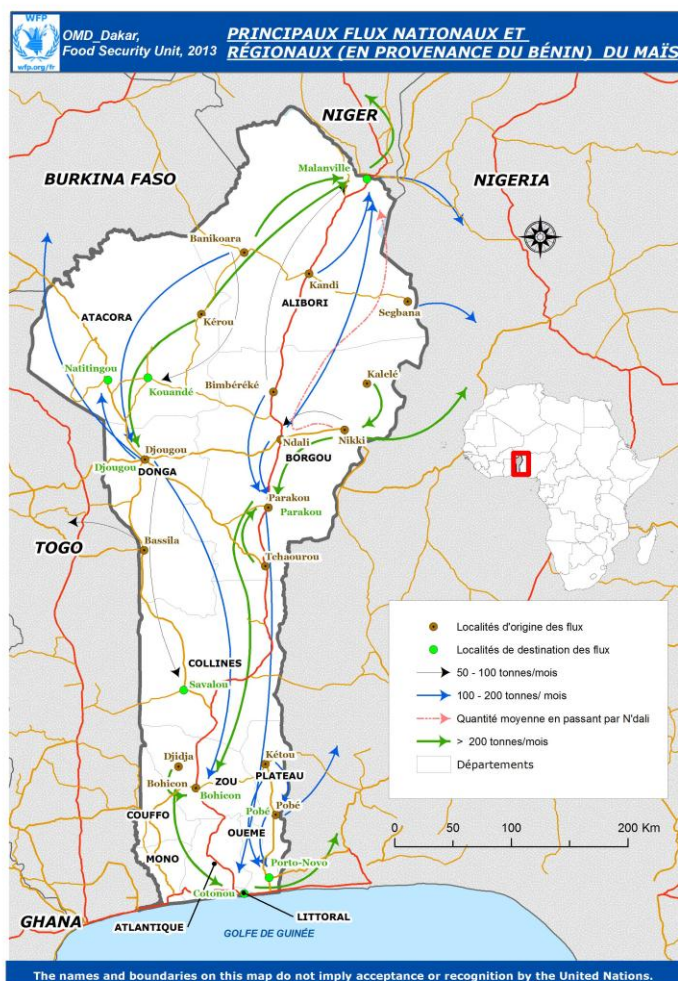 WFP
wfp.org/fr
OMD_Dakar,
Food Security Unit, 2013
PRINCIPAUX FLUX NATIONAUX ET
RÉGIONAUX (EN PROVENANCE DU BÉNIN) DU MAÏS
NIGER
BURKINA FASO
NIGERIA
Malanville
Banikoara
Kandi
ALIBORI
Segbana
ATACORA
Kérou
Natitingou
Kouandé
Bimbéréké
Kalelé
Ndali
Nikki
BORGOU
Djougou
Djougou
DONGA
Parakou
Parakou
TOGO
Bassila
Tchaourou
COLLINES
Savalou
Djidja
Kétou
ZOU
PLATEAU
Bohicon
Bohicon
COUFFO
Pobé
Pobé
OUEME
MONO
Porto-Novo
Cotonou
LITTORAL
ATLANTIQUE
GHANA
GOLFE DE GUINÉE
Localités d'origine des flux
Localités de destination des flux
50 - 100 tonnes/mois
100 - 200 tonnes/ mois
Quantité moyenne en passant par N'dali
> 200 tonnes/mois
Départements
0 50 100 200 Km
The names and boundaries on this map do not imply acceptance or recognition by the United Nations.